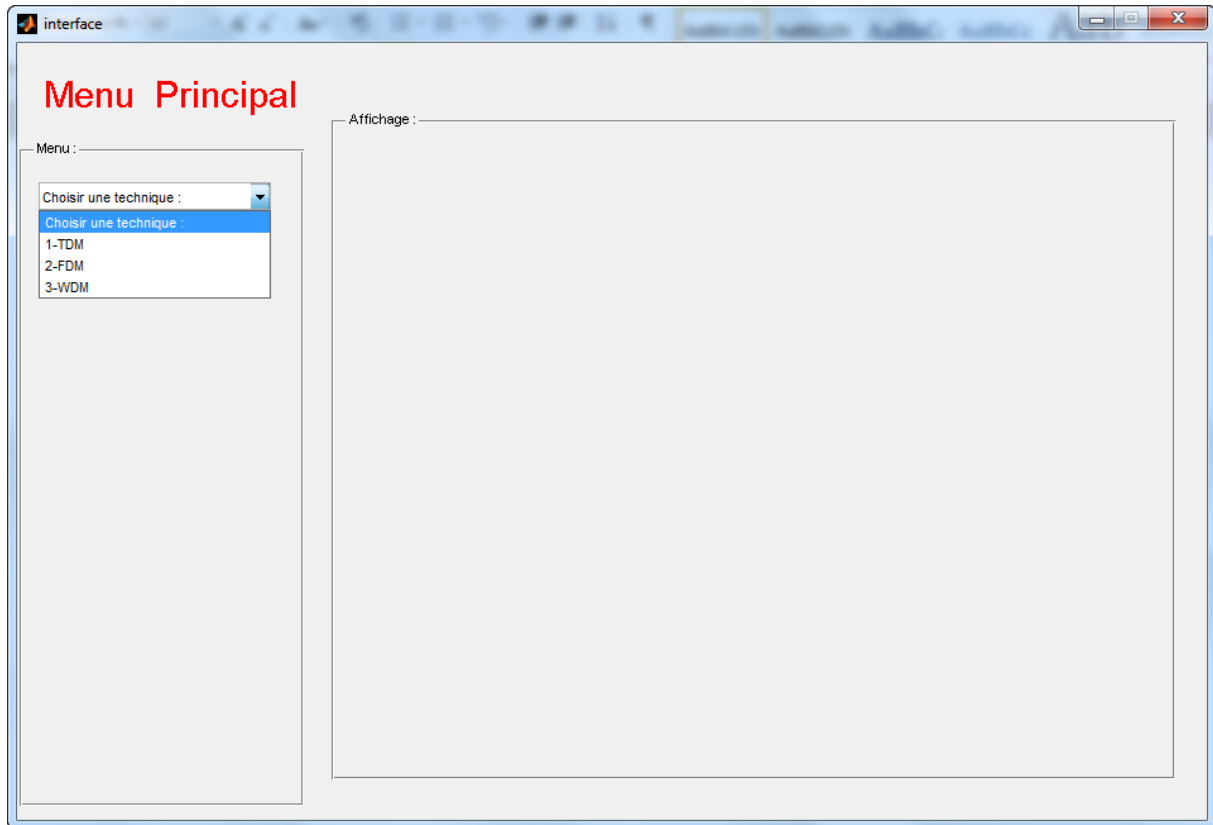 interface
Menu Principal
Affichage :
Menu :
Choisir une technique :
Choisir une technique :
1-TDM
2-FDM
3-WDM